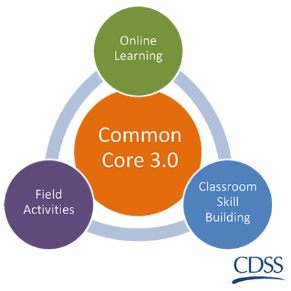 Online
Learning
Common
Core 3.0
Field
Activities
Classroom
Skill
Building
CDSS